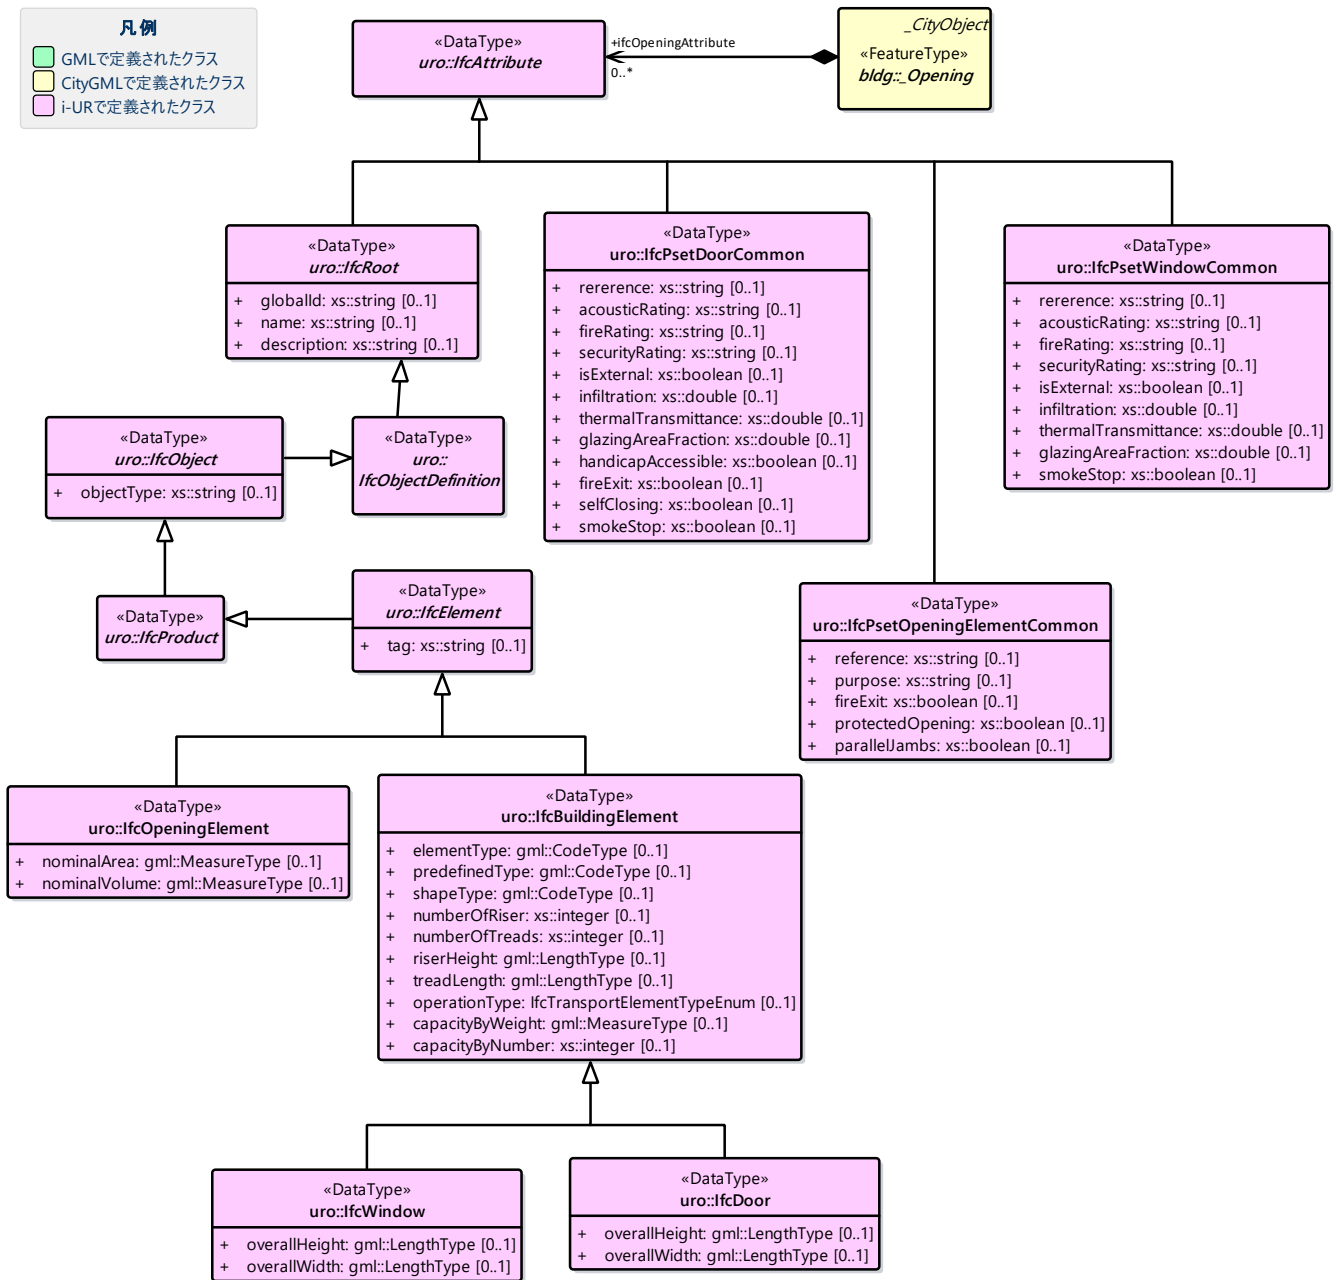 凡例
GMLで定義されたクラス
CityGMLで定義されたクラス
i-URで定義されたクラス
«DataType»
uro::IfcAttribute
+ifcOpeningAttribute
0..*
_CityObject
«FeatureType»
bldg::_Opening
«DataType»
uro::IfcRoot
+ globalId: xs::string [0..1]
+ name: xs::string [0..1]
+ description: xs::string [0..1]
«DataType»
uro::IfcPsetDoorCommon
+ rererence: xs::string [0..1]
+ acousticRating: xs::string [0..1]
+ fireRating: xs::string [0..1]
+ securityRating: xs::string [0..1]
+ isExternal: xs::boolean [0..1]
+ infiltration: xs::double [0..1]
+ thermalTransmittance: xs::double [0..1]
+ glazingAreaFraction: xs::double [0..1]
+ handicapAccessible: xs::boolean [0..1]
+ fireExit: xs::boolean [0..1]
+ selfClosing: xs::boolean [0..1]
+ smokeStop: xs::boolean [0..1]
«DataType»
uro::IfcPsetWindowCommon
+ rererence: xs::string [0..1]
+ acousticRating: xs::string [0..1]
+ fireRating: xs::string [0..1]
+ securityRating: xs::string [0..1]
+ isExternal: xs::boolean [0..1]
+ infiltration: xs::double [0..1]
+ thermalTransmittance: xs::double [0..1]
+ glazingAreaFraction: xs::double [0..1]
+ smokeStop: xs::boolean [0..1]
«DataType»
uro::IfcObject
+ objectType: xs::string [0..1]
«DataType»
uro::
IfcObjectDefinition
«DataType»
uro::IfcProduct
«DataType»
uro::IfcElement
+ tag: xs::string [0..1]
«DataType»
uro::IfcPsetOpeningElementCommon
+ reference: xs::string [0..1]
+ purpose: xs::string [0..1]
+ fireExit: xs::boolean [0..1]
+ protectedOpening: xs::boolean [0..1]
+ parallelJambs: xs::boolean [0..1]
«DataType»
uro::IfcOpeningElement
+ nominalArea: gml::MeasureType [0..1]
+ nominalVolume: gml::MeasureType [0..1]
«DataType»
uro::IfcBuildingElement
+ elementType: gml::CodeType [0..1]
+ predefinedType: gml::CodeType [0..1]
+ shapeType: gml::CodeType [0..1]
+ numberOfRiser: xs::integer [0..1]
+ numberOfTreads: xs::integer [0..1]
+ riserHeight: gml::LengthType [0..1]
+ treadLength: gml::LengthType [0..1]
+ operationType: IfcTransportElementTypeEnum [0..1]
+ capacityByWeight: gml::MeasureType [0..1]
+ capacityByNumber: xs::integer [0..1]
«DataType»
uro::IfcWindow
+ overallHeight: gml::LengthType [0..1]
+ overallWidth: gml::LengthType [0..1]
«DataType»
uro::IfcDoor
+ overallHeight: gml::LengthType [0..1]
+ overallWidth: gml::LengthType [0..1]